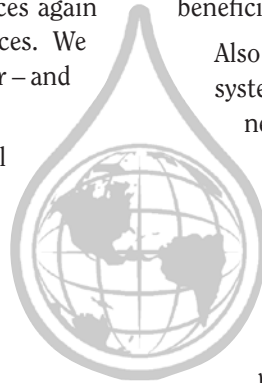 ces again
ces. We
r – and
l
benefici
Also
syste
ne